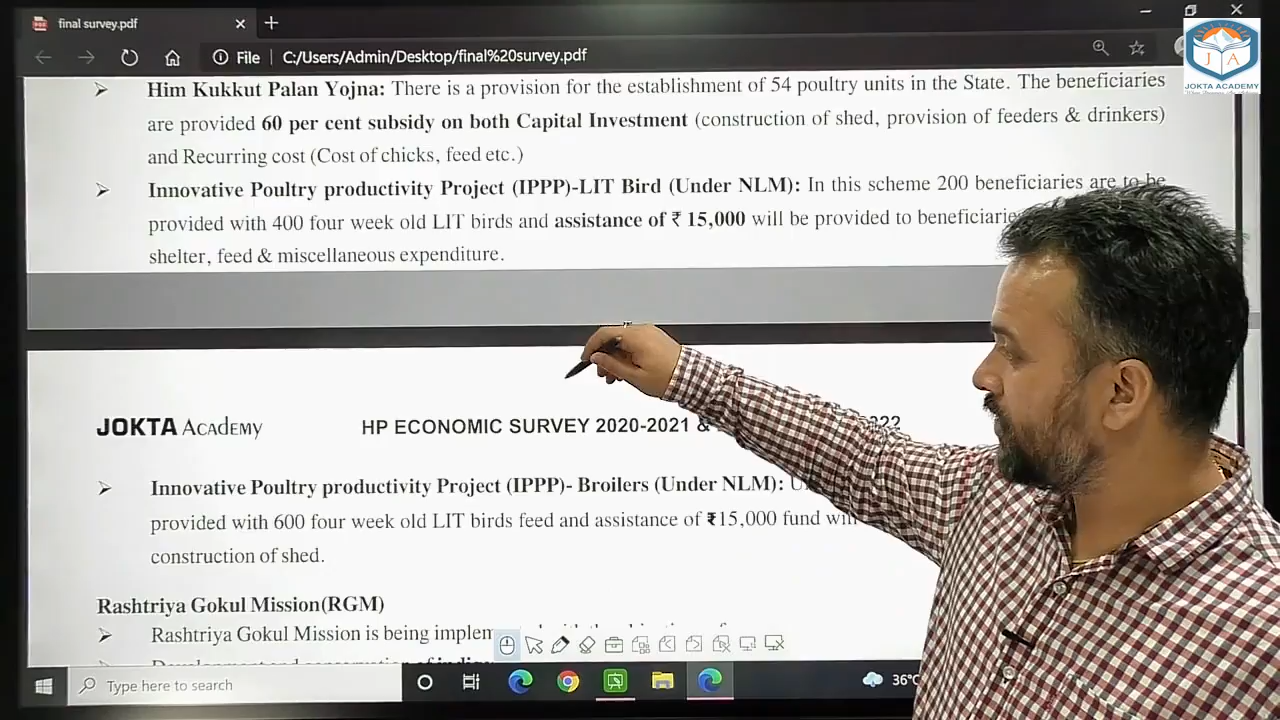 final survey.pdf
File
C:/Users/Admin/Desktop/final%20survey.pdf
J A
JOKTA ACADEMY
Him Kukkut Palan Yojna: There is a provision for the establishment of 54 poultry units in the State. The beneficiaries
are provided 60 per cent subsidy on both Capital Investment (construction of shed, provision of feeders & drinkers)
and Recurring cost (Cost of chicks, feed etc.)
Innovative Poultry productivity Project (IPPP)-LIT Bird (Under NLM): In this scheme 200 beneficiaries are to be
provided with 400 four week old LIT birds and assistance of ₹ 15,000 will be provided to
shelter, feed & miscellaneous expenditure.
JOKTA ACADEMY
HP ECONOMIC SURVEY 2020-2021 &
Innovative Poultry productivity Project (IPPP)- Broilers (Under NLM):
provided with 600 four week old LIT birds feed and assistance of ₹15,000 fund
construction of shed.
Rashtriya Gokul Mission(RGM)
Rashtriya Gokul Mission is being
Type here to search
36°C